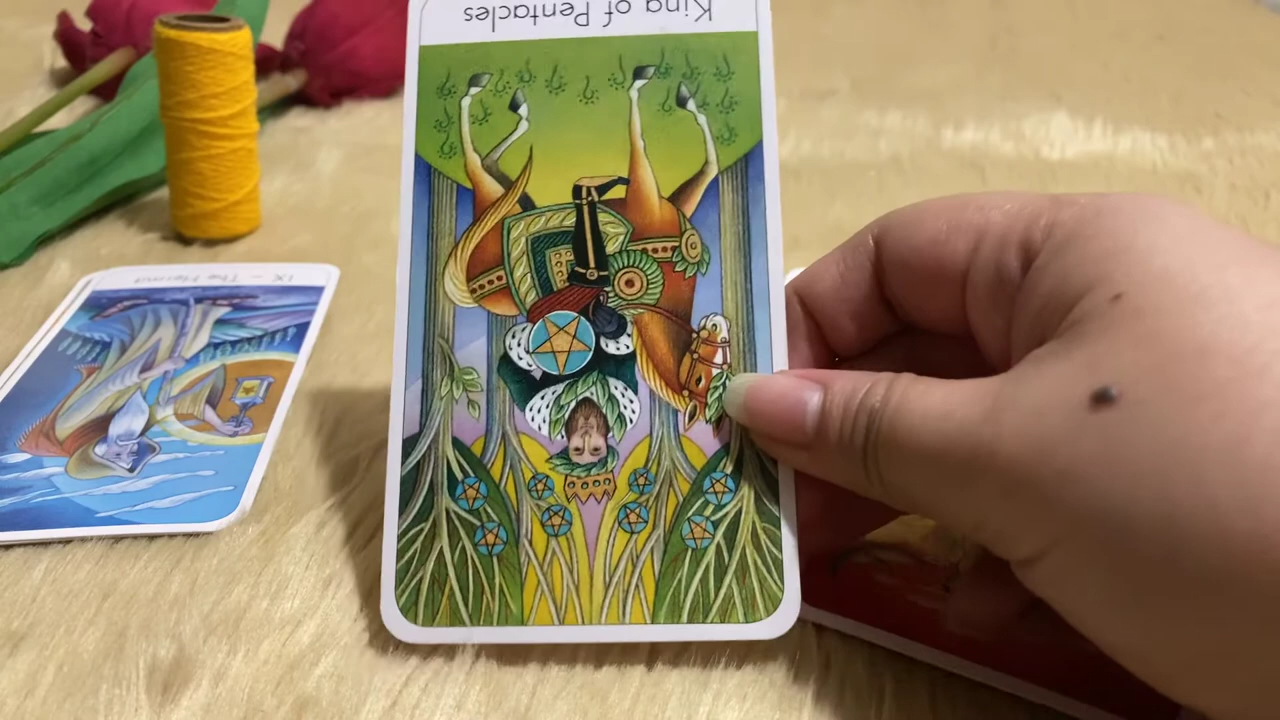 King of Pentacles
IX - The Hermit